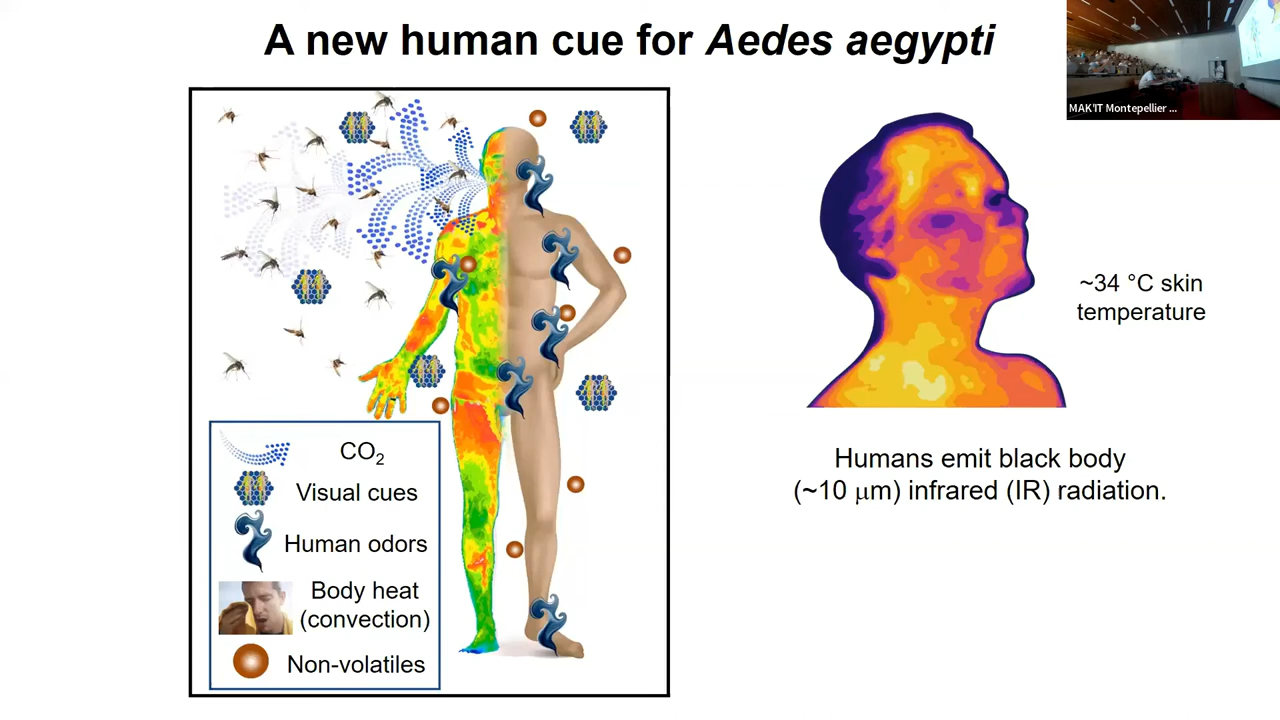 A new human cue for Aedes aegypti
MAK'IT Montepellier ...
CO₂
Visual cues
Human odors
Body heat
(convection)
Non-volatiles
~34 °C skin
temperature
Humans emit black body
(~10 μm) infrared (IR) radiation.